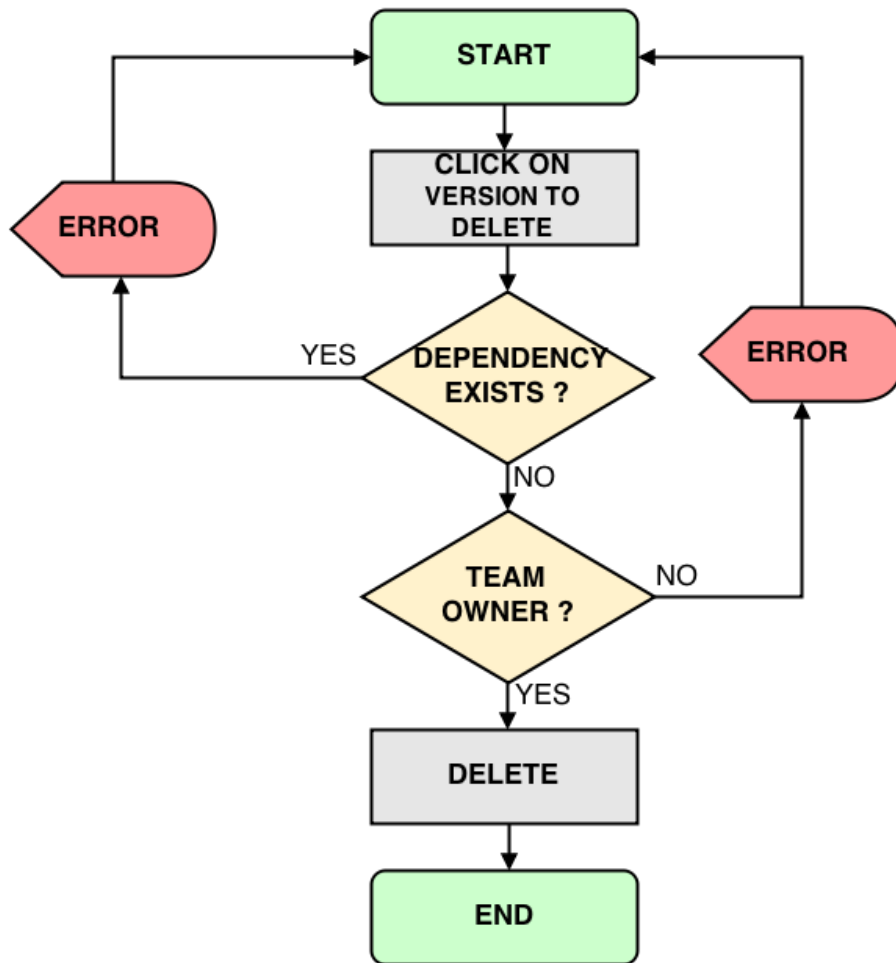 START
CLICK ON
VERSION TO
DELETE
ERROR
YES
DEPENDENCY
EXISTS ?
ERROR
NO
TEAM
OWNER ?
NO
YES
DELETE
END